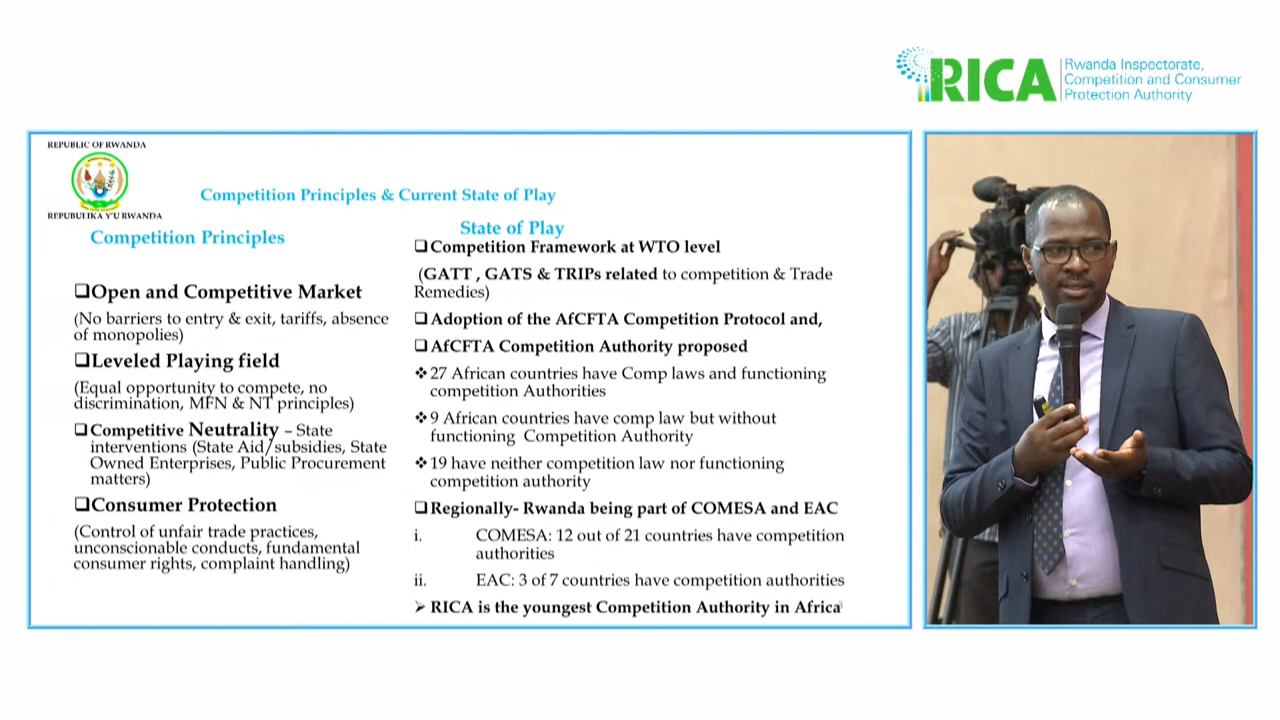 RICA
Rwanda Inspectorate,
Competition and Consumer
Protection Authority
REPUBLIC OF RWANDA
REPUBULIKA Y'U RWANDA
Competition Principles & Current State of Play
Competition Principles
❑Open and Competitive Market
(No barriers to entry & exit, tariffs, absence
of monopolies)
❑Leveled Playing field
(Equal opportunity to compete, no
discrimination, MFN & NT principles)
❑Competitive Neutrality – State
interventions (State Aid/subsidies, State
Owned Enterprises, Public Procurement
matters)
❑Consumer Protection
(Control of unfair trade practices,
unconscionable conducts, fundamental
consumer rights, complaint handling)
State of Play
❑Competition Framework at WTO level
(GATT , GATS & TRIPs related to competition & Trade
Remedies)
❑Adoption of the AfCFTA Competition Protocol and,
❑AfCFTA Competition Authority proposed
❖27 African countries have Comp laws and functioning
competition Authorities
❖9 African countries have comp law but without
functioning Competition Authority
❖19 have neither competition law nor functioning
competition authority
❑Regionally- Rwanda being part of COMESA and EAC
i. COMESA: 12 out of 21 countries have competition
authorities
ii. EAC: 3 of 7 countries have competition authorities
➢ RICA is the youngest Competition Authority in Africa